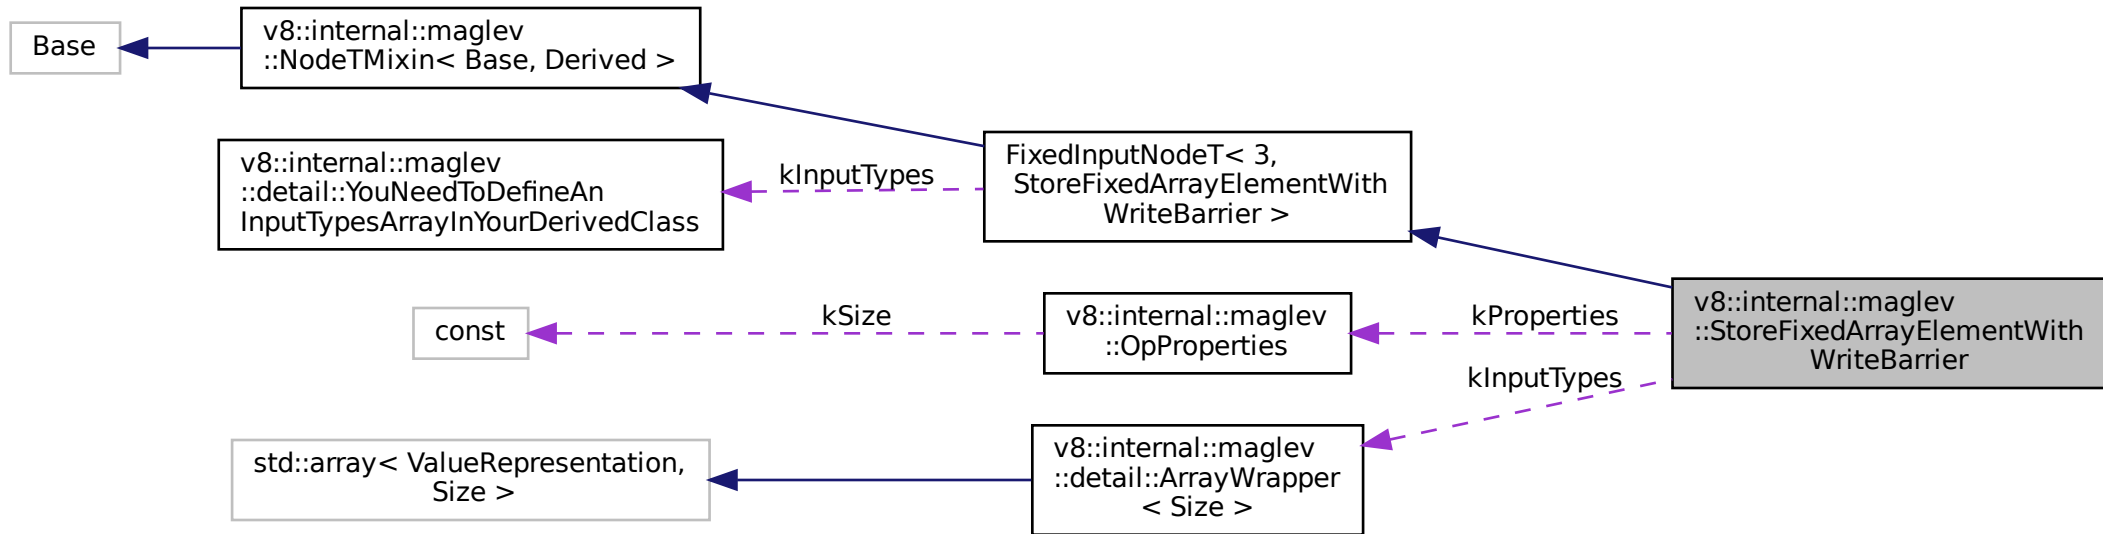 Base
v8::internal::maglev
::NodeTMixin< Base, Derived >
v8::internal::maglev
::detail::YouNeedToDefineAn
InputTypesArrayInYourDerivedClass
kInputTypes
FixedInputNodeT< 3,
StoreFixedArrayElementWith
WriteBarrier >
const
kSize
v8::internal::maglev
::OpProperties
kProperties
v8::internal::maglev
::StoreFixedArrayElementWith
WriteBarrier
kInputTypes
std::array< ValueRepresentation,
Size >
v8::internal::maglev
::detail::ArrayWrapper
< Size >